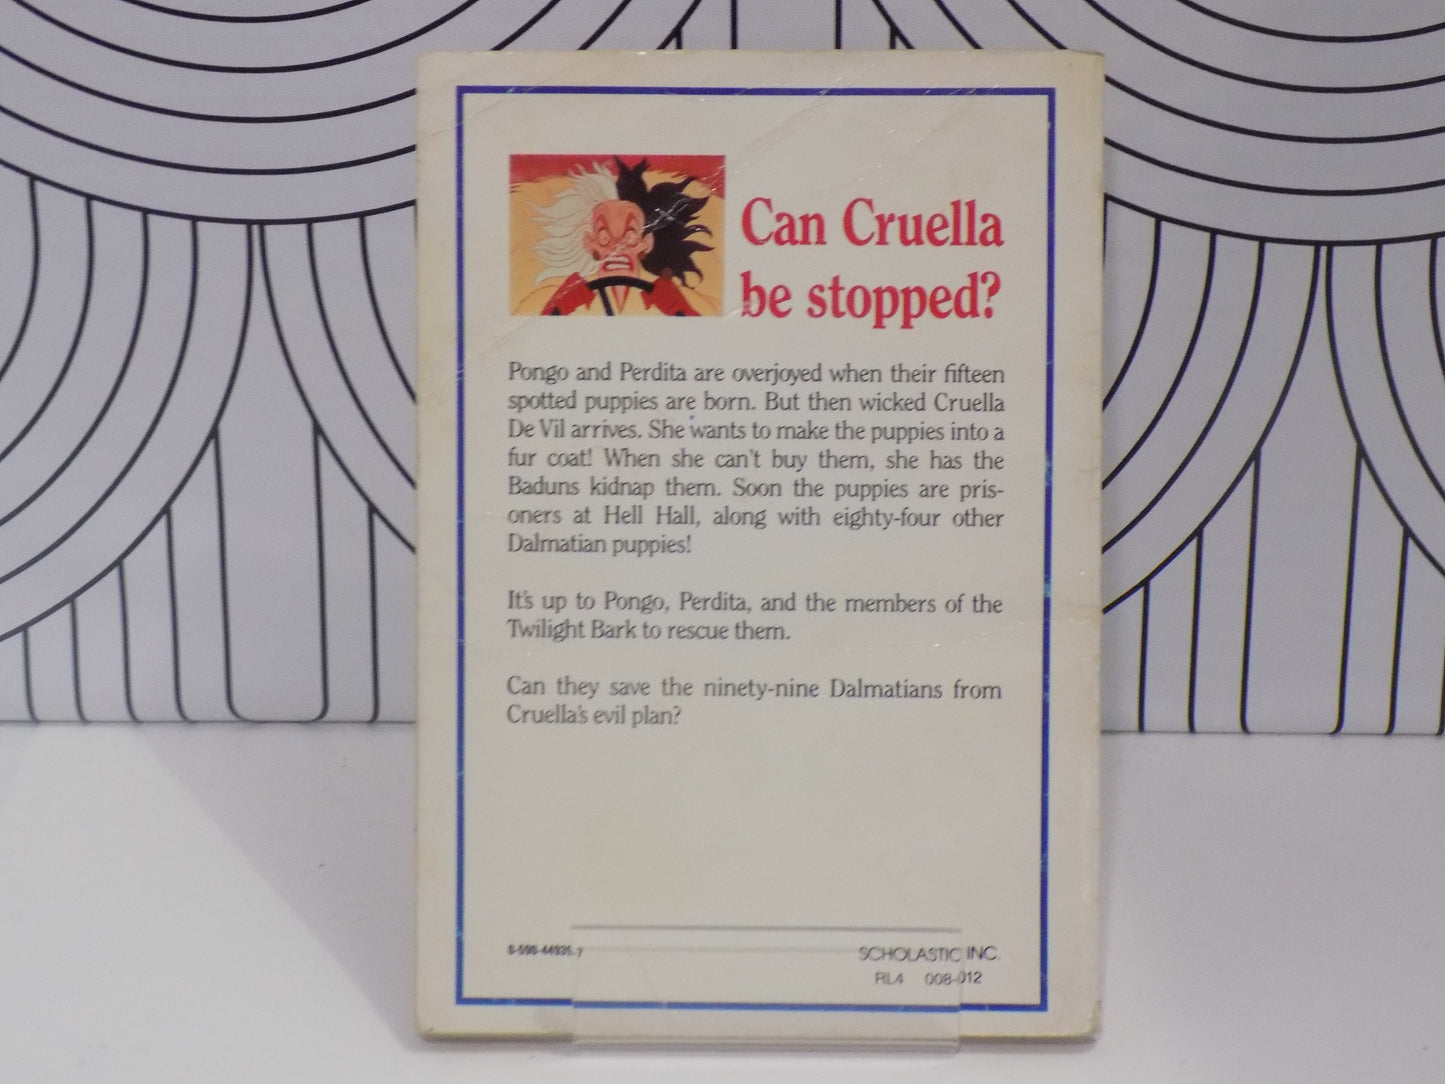 Can Cruella
be stopped?
Pongo and Perdita are overjoyed when their fifteen
spotted puppies are born. But then wicked Cruella
De Vil arrives. She wants to make the puppies into a
fur coat! When she can't buy them, she has the
Baduns kidnap them. Soon the puppies are pris-
oners at Hell Hall, along with eighty-four other
Dalmatian puppies!
It's up to Pongo, Perdita, and the members of the
Twilight Bark to rescue them.
Can they save the ninety-nine Dalmatians from
Cruella's evil plan?
SCHOLASTIC INC.
RL4 008-012